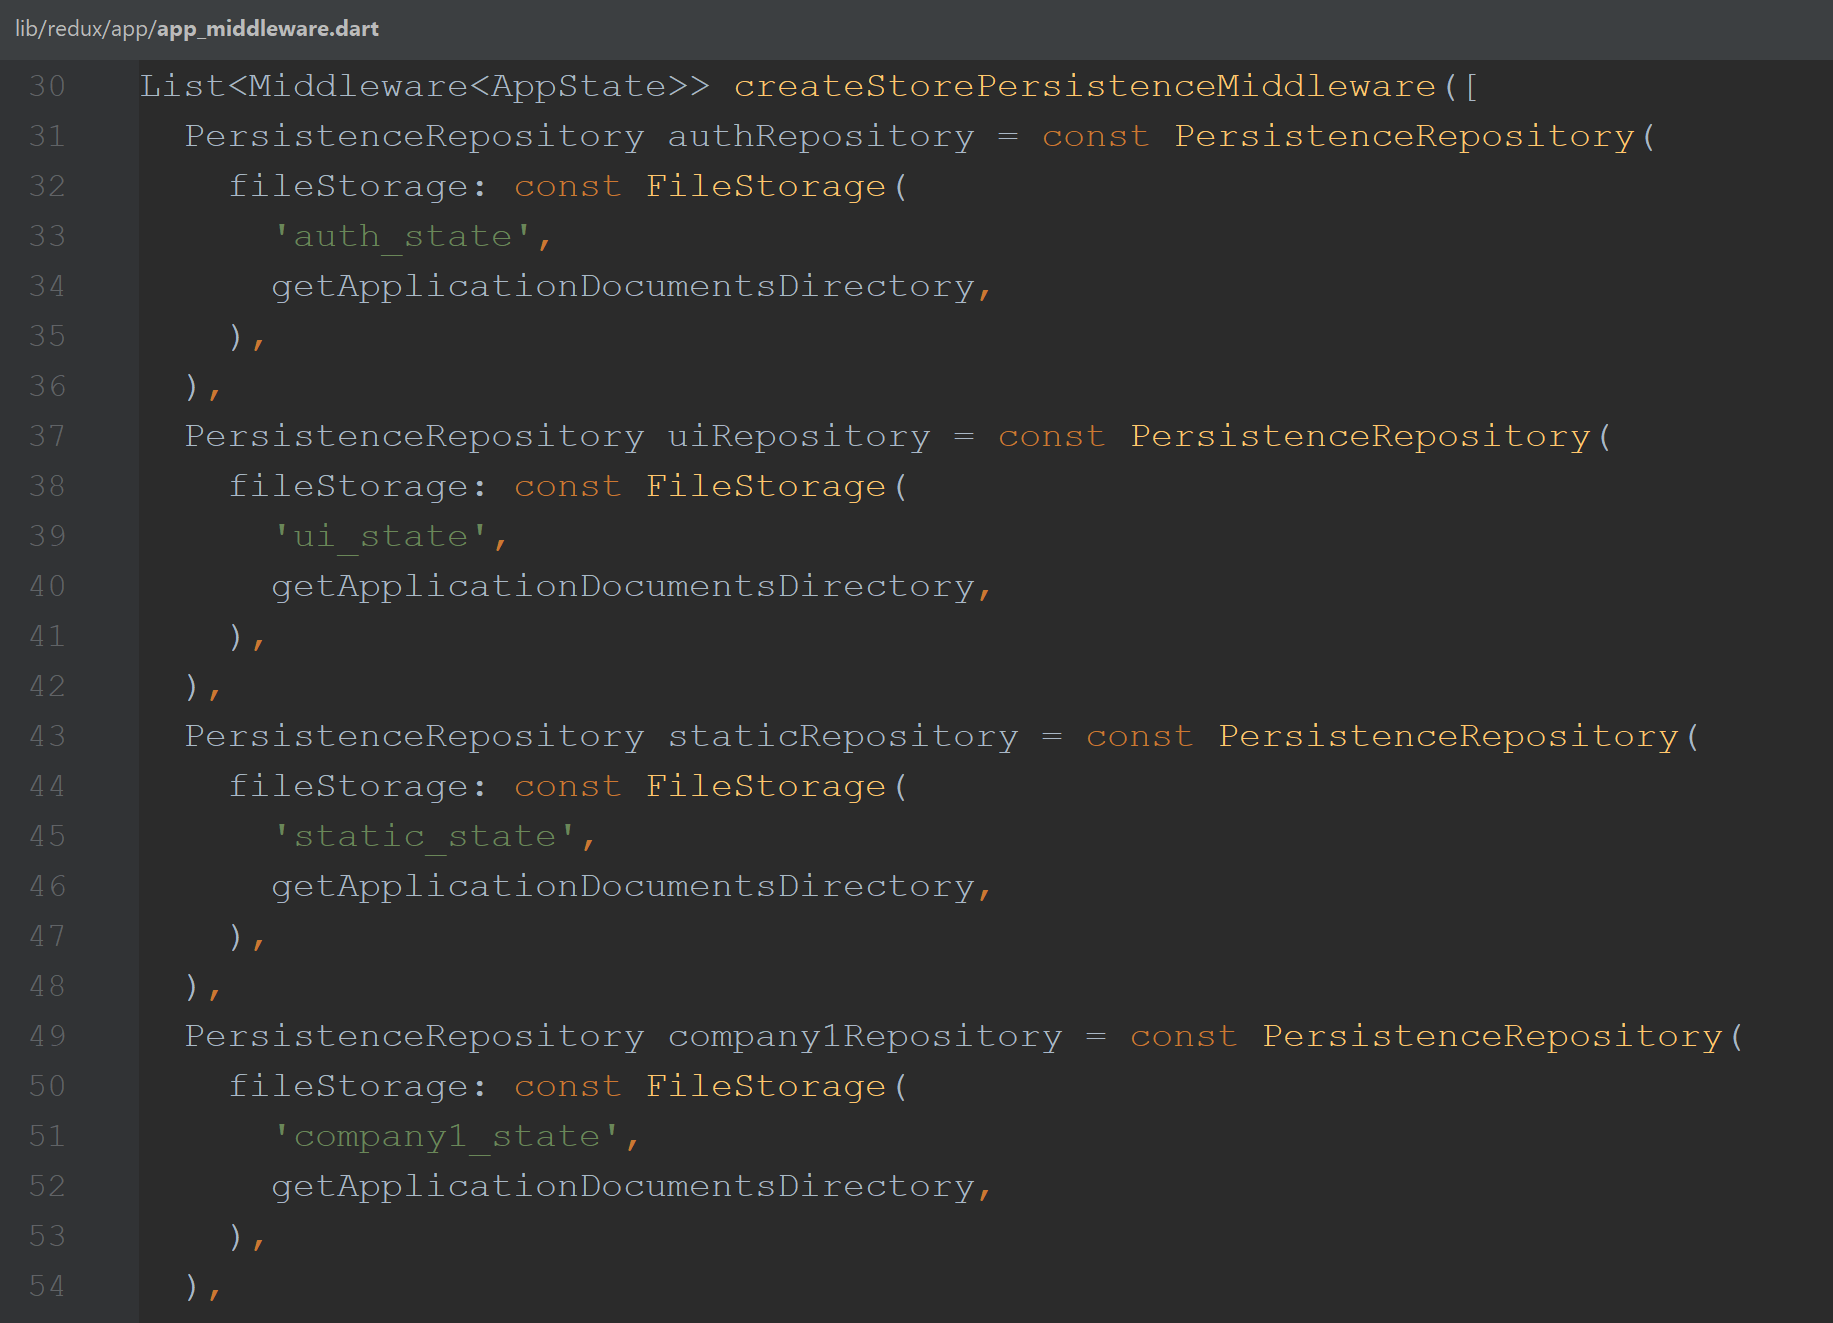 lib/redux/app/app_middleware.dart
30 List<Middleware<AppState>> createStorePersistenceMiddleware([
31   PersistenceRepository authRepository = const PersistenceRepository(
32     fileStorage: const FileStorage(
33       'auth_state',
34       getApplicationDocumentsDirectory,
35     ),
36   ),
37   PersistenceRepository uiRepository = const PersistenceRepository(
38     fileStorage: const FileStorage(
39       'ui_state',
40       getApplicationDocumentsDirectory,
41     ),
42   ),
43   PersistenceRepository staticRepository = const PersistenceRepository(
44     fileStorage: const FileStorage(
45       'static_state',
46       getApplicationDocumentsDirectory,
47     ),
48   ),
49   PersistenceRepository company1Repository = const PersistenceRepository(
50     fileStorage: const FileStorage(
51       'company1_state',
52       getApplicationDocumentsDirectory,
53     ),
54   ),